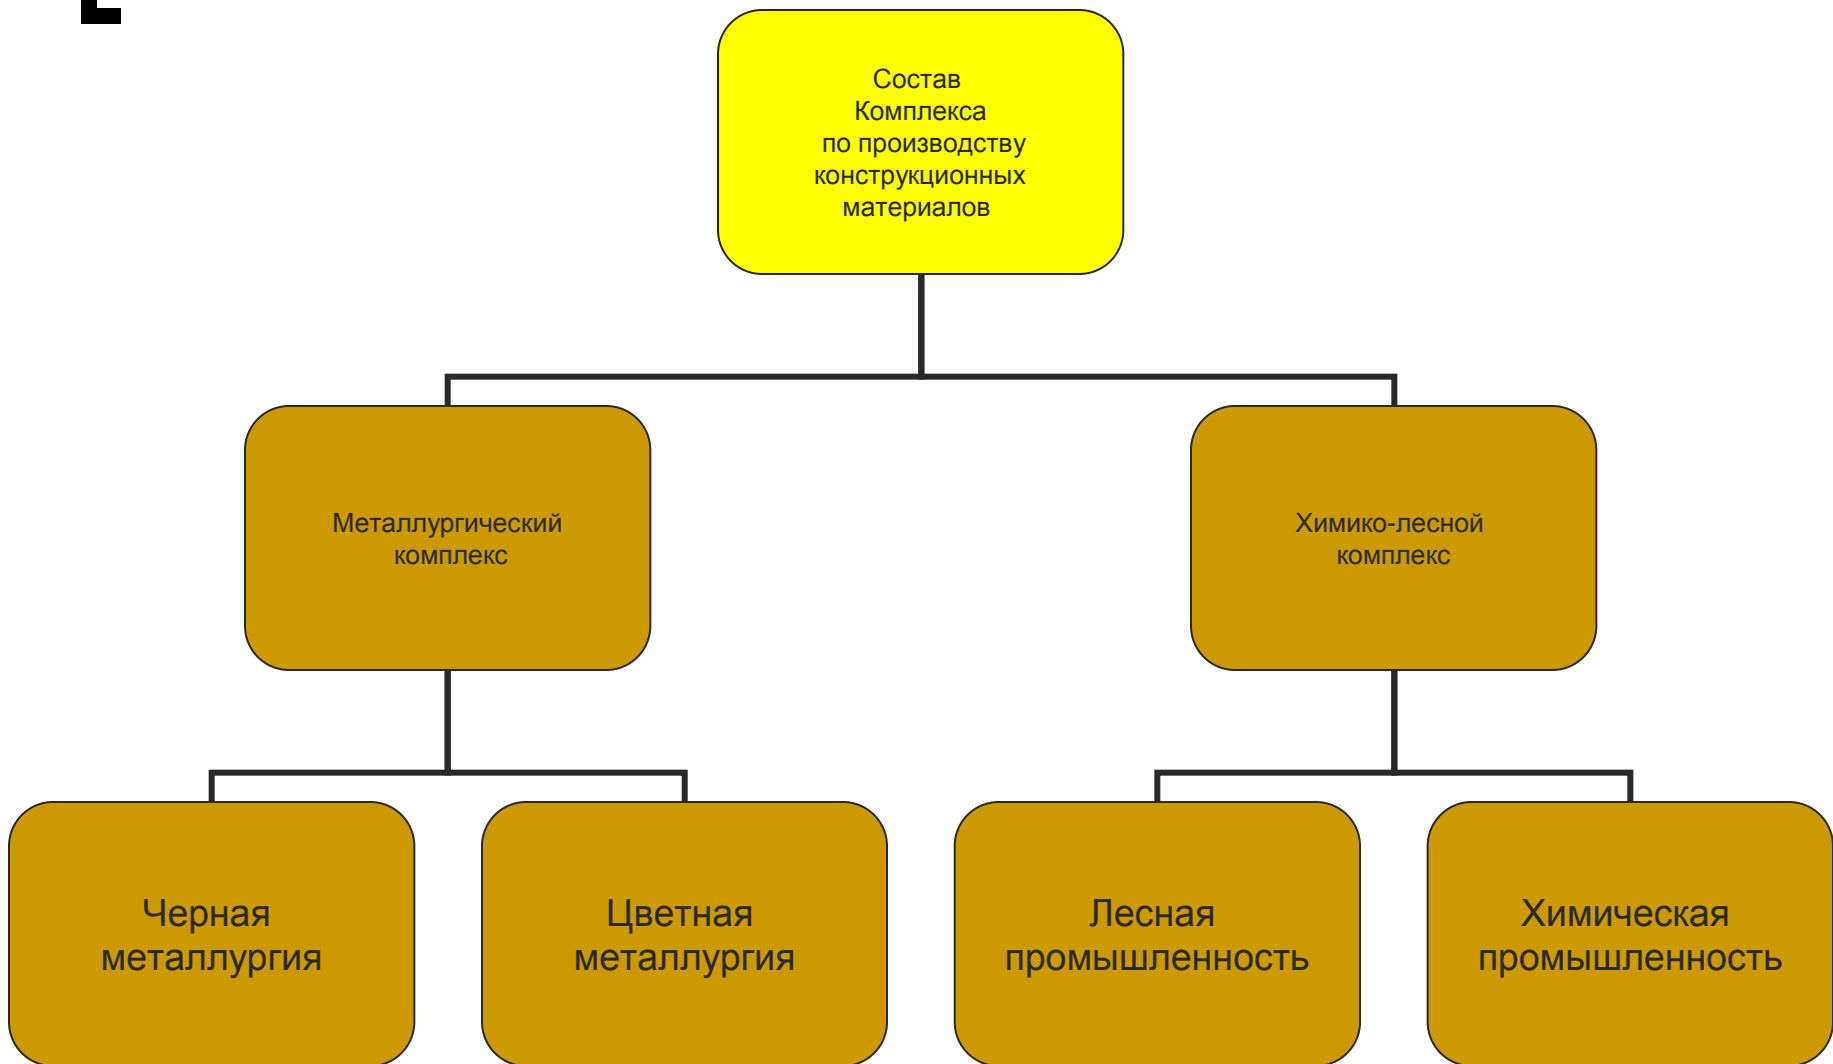 Состав
Комплекса
по производству
конструкционных
материалов
Металлургический
комплекс
Химико-лесной
комплекс
Черная
металлургия
Цветная
металлургия
Лесная
промышленность
Химическая
промышленность